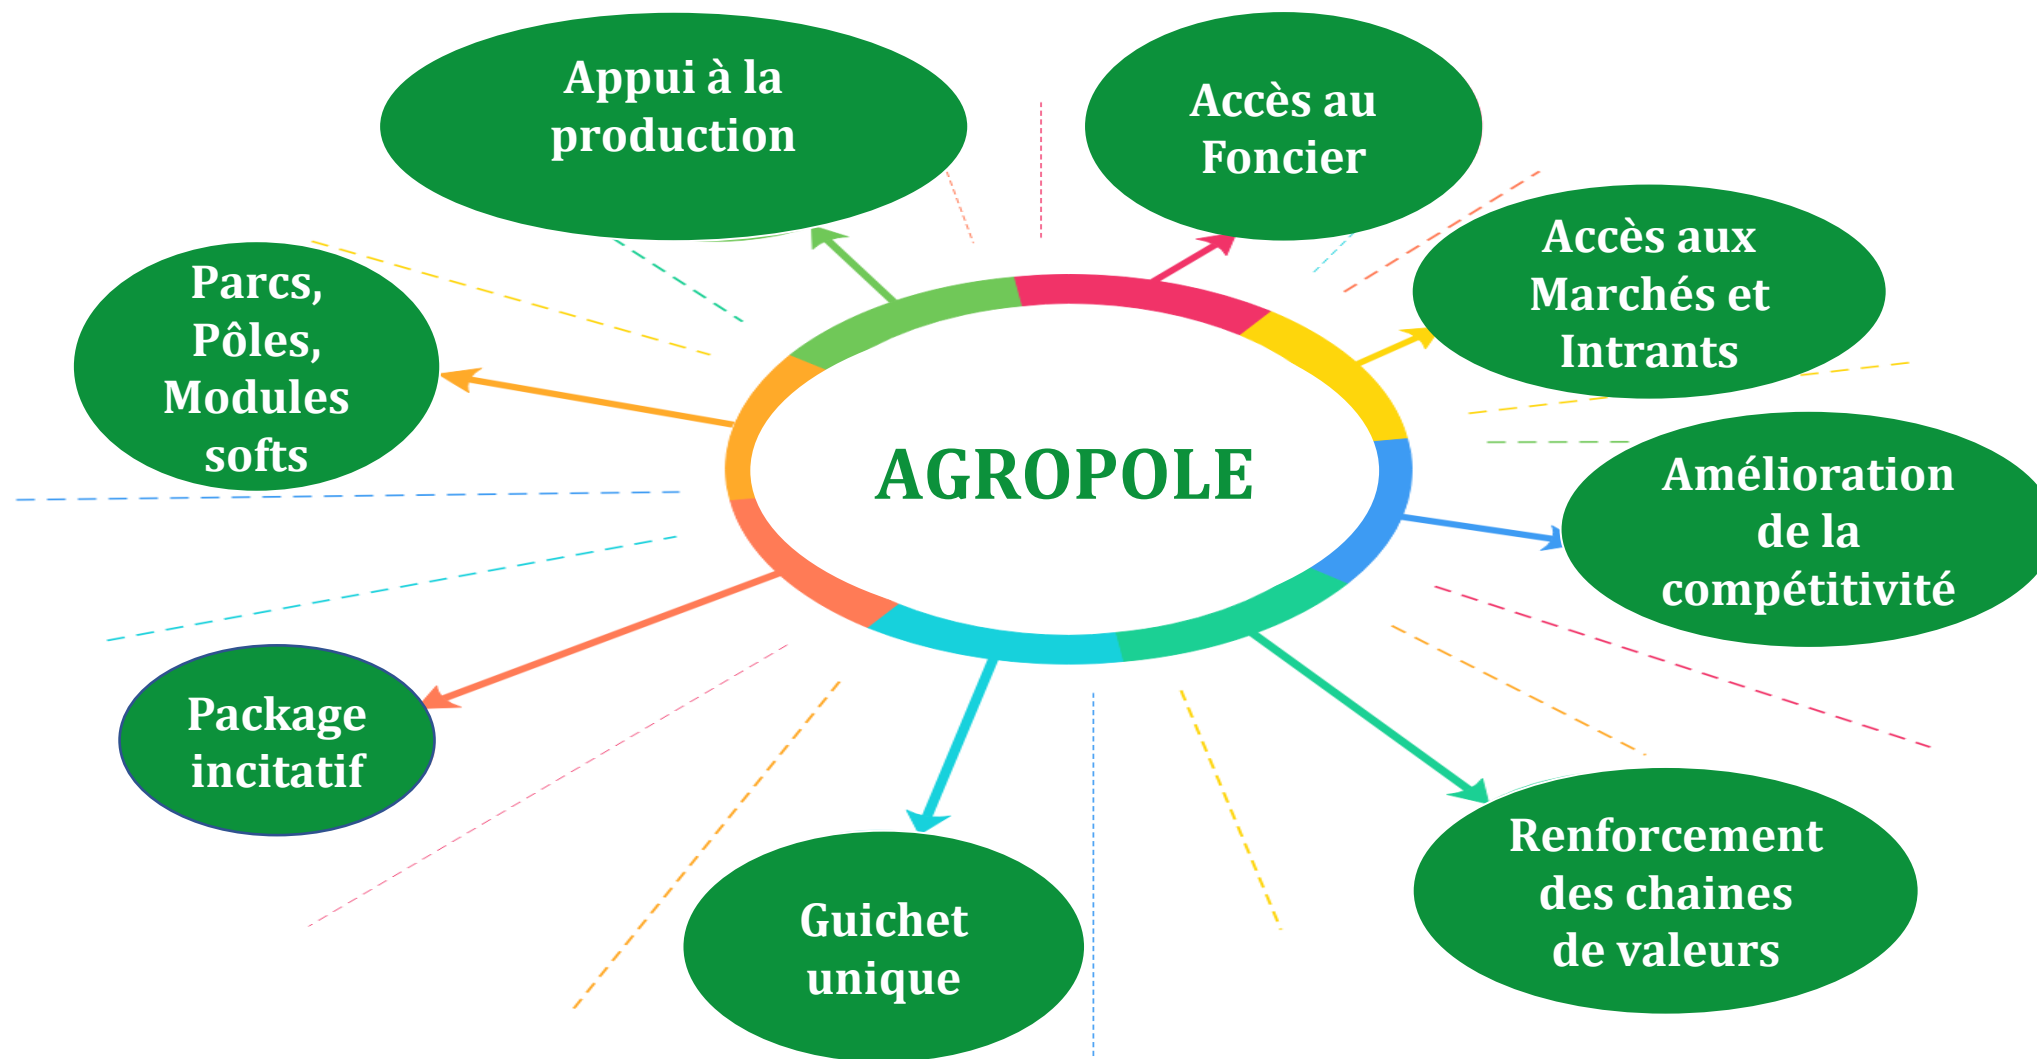 Appui à la
production
Accès au
Foncier
Accès aux
Marchés et
Intrants
Parcs,
Pôles,
Modules
softs
AGROPOLE
Amélioration
de la
compétitivité
Package
incitatif
Guichet
unique
Renforcement
des chaines
de valeurs